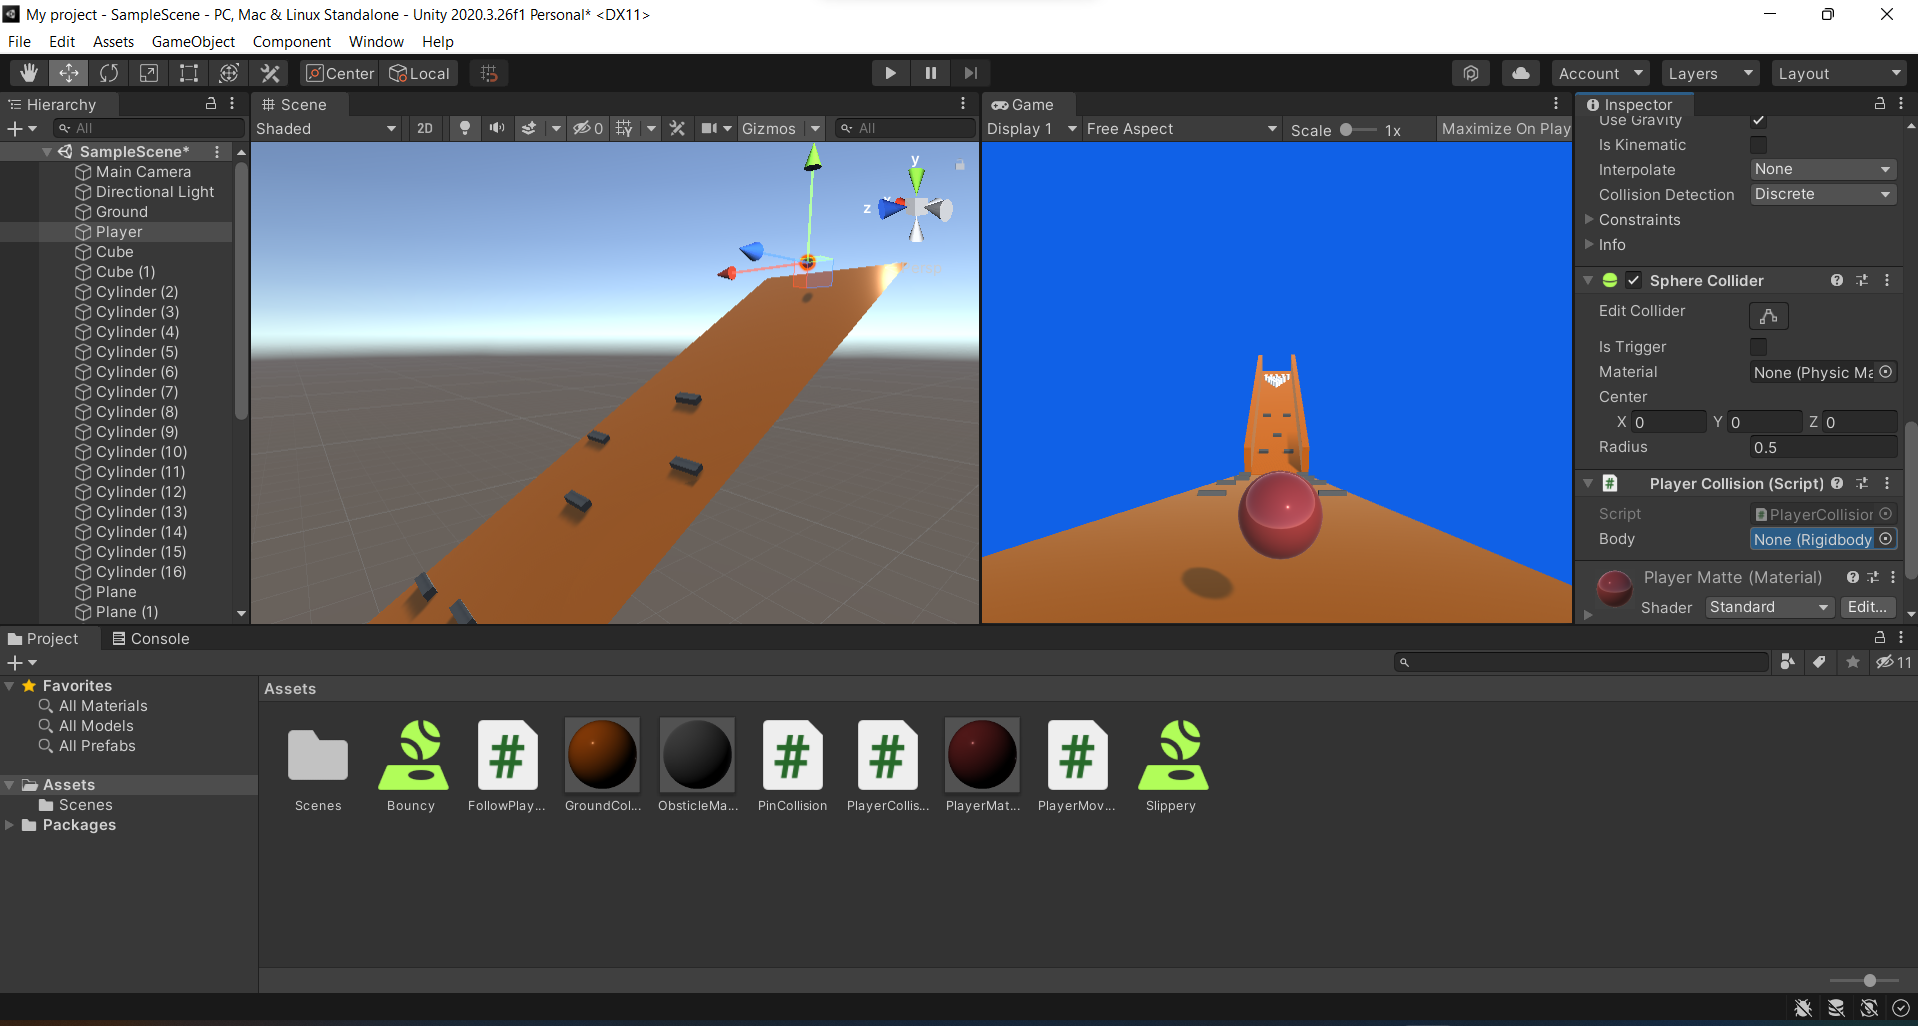 My project - SampleScene - PC, Mac & Linux Standalone - Unity 2020.3.26f1 Personal* <DX11>
File Edit Assets GameObject Component Window Help
Center Local
Account Layers Layout
Hierarchy
All
SampleScene*
Main Camera
Directional Light
Ground
Player
Cube
Cube (1)
Cylinder (2)
Cylinder (3)
Cylinder (4)
Cylinder (5)
Cylinder (6)
Cylinder (7)
Cylinder (8)
Cylinder (9)
Cylinder (10)
Cylinder (11)
Cylinder (12)
Cylinder (13)
Cylinder (14)
Cylinder (15)
Cylinder (16)
Plane
Plane (1)
Scene
Shaded 2D 0 Gizmos All
y
z
Game
Display 1 Free Aspect Scale 1x Maximize On Play
Inspector
Use Gravity
Is Kinematic
Interpolate None
Collision Detection Discrete
Constraints
Info
Sphere Collider
Edit Collider
Is Trigger
Material None (Physic Ma
Center
X 0 Y 0 Z 0
Radius 0.5
# Player Collision (Script)
Script PlayerCollision
Body None (Rigidbody
Player Matte (Material)
Shader Standard Edit...
Project Console
11
Favorites
All Materials
All Models
All Prefabs
Assets
Scenes
Packages
Assets
# # # #
Scenes Bouncy FollowPlay... GroundCol... ObsticleMa... PinCollision PlayerCollis... PlayerMat... PlayerMov... Slippery